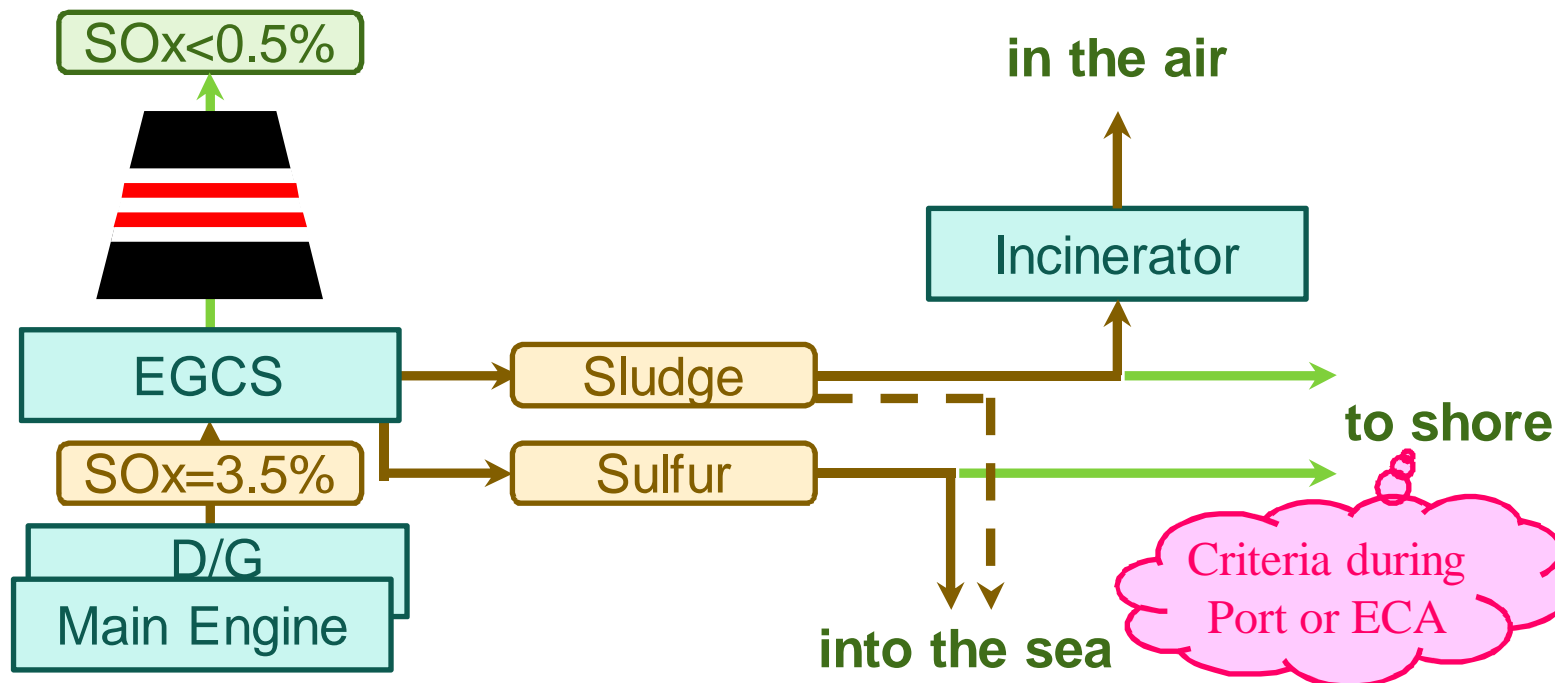 SOx<0.5%
in the air
Incinerator
EGCS
Sludge
to shore
SOx=3.5%
Sulfur
D/G
Main Engine
Criteria during
Port or ECA
into the sea